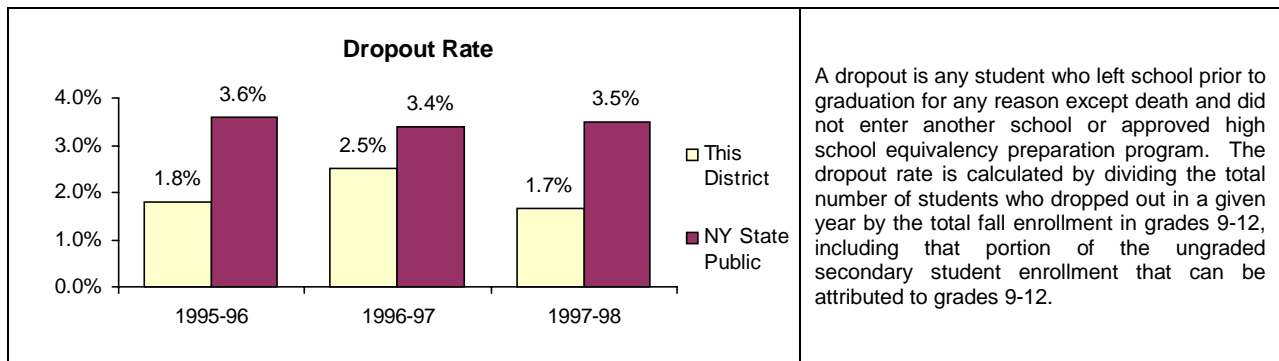 Dropout Rate
4.0%
3.0%
2.0%
1.0%
0.0%
1.8%
3.6%
2.5%
3.4%
1.7%
3.5%
1995-96
1996-97
1997-98
This
District
NY State
Public
A dropout is any student who left school prior to
graduation for any reason except death and did
not enter another school or approved high
school equivalency preparation program. The
dropout rate is calculated by dividing the total
number of students who dropped out in a given
year by the total fall enrollment in grades 9-12,
including that portion of the ungraded
secondary student enrollment that can be
attributed to grades 9-12.